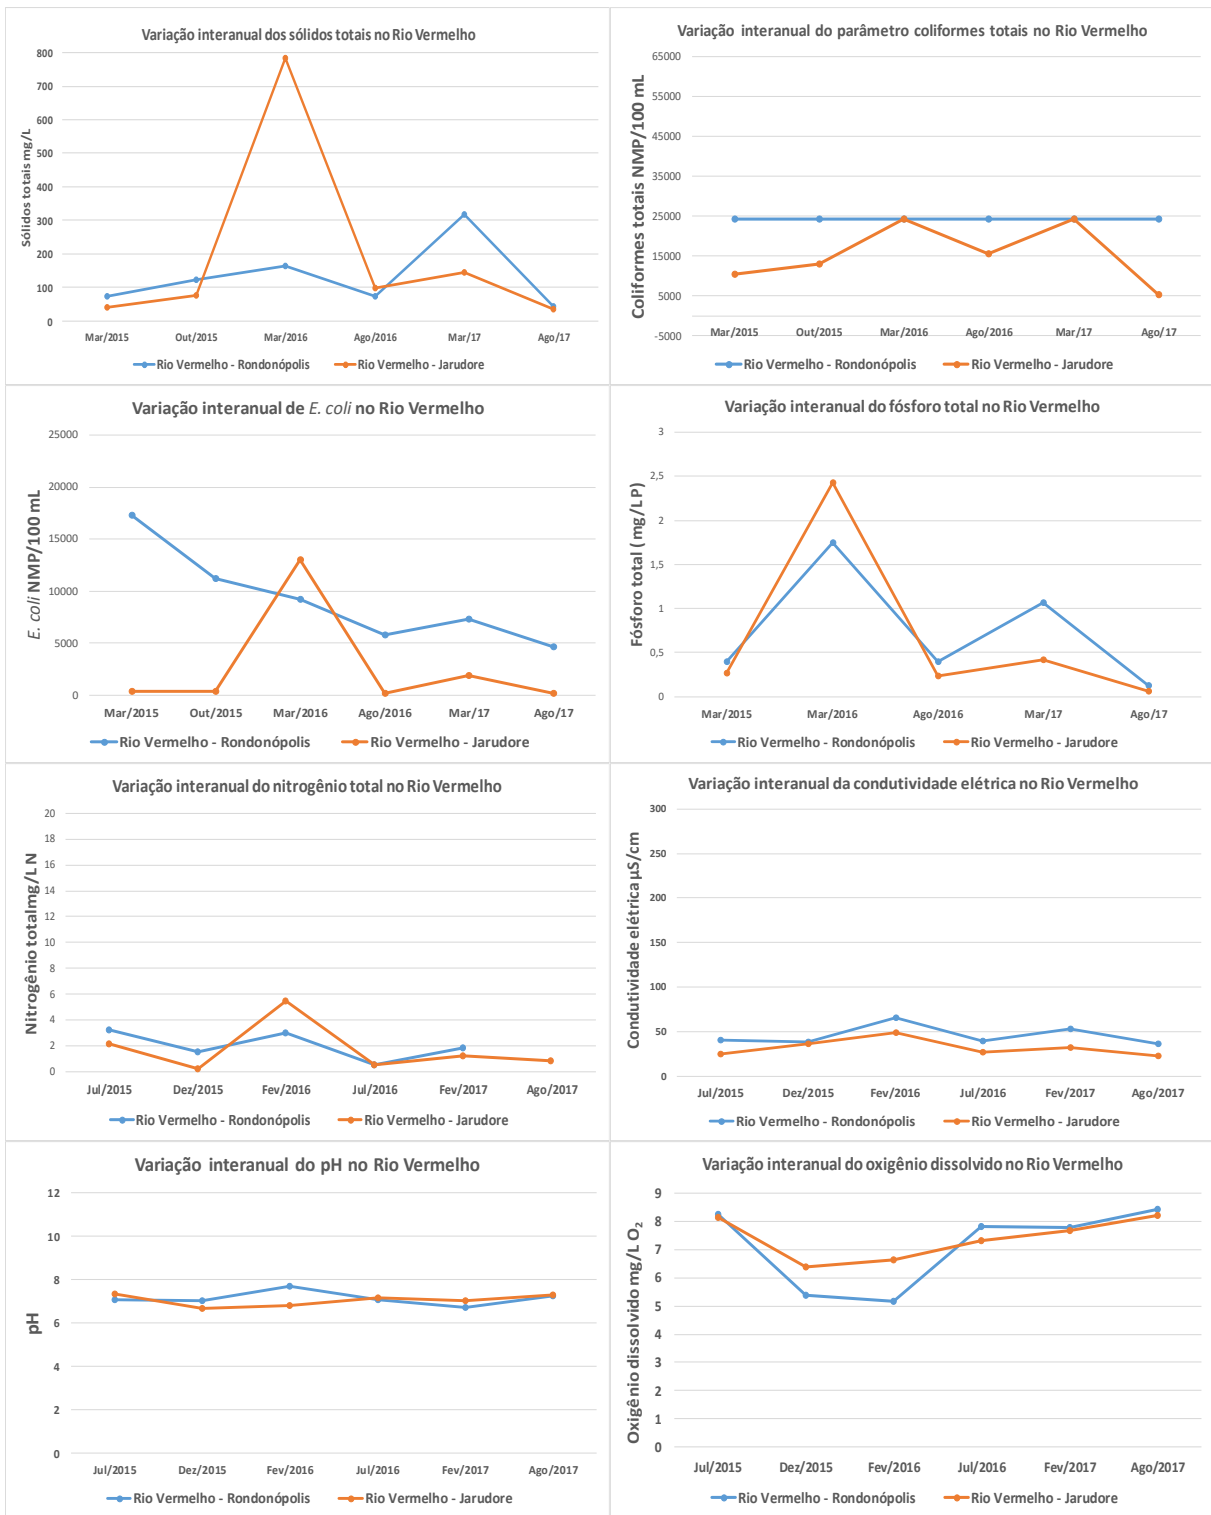 Variação interanual dos sólidos totais no Rio Vermelho
Sólidos totais mg/L
800
700
600
500
400
300
200
100
0
Mar/2015 Out/2015 Mar/2016 Ago/2016 Mar/17 Ago/17
Rio Vermelho - Rondonópolis Rio Vermelho - Jarudore
Variação interanual do parâmetro coliformes totais no Rio Vermelho
Coliformes totais NMP/100 mL
65000
55000
45000
35000
25000
15000
5000
-5000
Mar/2015 Out/2015 Mar/2016 Ago/2016 Mar/17 Ago/17
Rio Vermelho - Rondonópolis Rio Vermelho - Jarudore
Variação interanual de E. coli no Rio Vermelho
E. coli NMP/100 mL
25000
20000
15000
10000
5000
0
Mar/2015 Out/2015 Mar/2016 Ago/2016 Mar/17 Ago/17
Rio Vermelho - Rondonópolis Rio Vermelho - Jarudore
Variação interanual do fósforo total no Rio Vermelho
Fósforo total ( mg/L P)
3
2,5
2
1,5
1
0,5
0
Mar/2015 Mar/2016 Ago/2016 Mar/17 Ago/17
Rio Vermelho - Rondonópolis Rio Vermelho - Jarudore
Variação interanual do nitrogênio total no Rio Vermelho
Nitrogênio totalmg/L N
20
18
16
14
12
10
8
6
4
2
0
Jul/2015 Dez/2015 Fev/2016 Jul/2016 Fev/2017 Ago/2017
Rio Vermelho - Rondonópolis Rio Vermelho - Jarudore
Variação interanual da condutividade elétrica no Rio Vermelho
Condutividade elétrica µS/cm
300
250
200
150
100
50
0
Jul/2015 Dez/2015 Fev/2016 Jul/2016 Fev/2017 Ago/2017
Rio Vermelho - Rondonópolis Rio Vermelho - Jarudore
Variação interanual do pH no Rio Vermelho
pH
12
10
8
6
4
2
0
Jul/2015 Dez/2015 Fev/2016 Jul/2016 Fev/2017 Ago/2017
Rio Vermelho - Rondonópolis Rio Vermelho - Jarudore
Variação interanual do oxigênio dissolvido no Rio Vermelho
Oxigênio dissolvido mg/L O₂
9
8
7
6
5
4
3
2
1
0
Jul/2015 Dez/2015 Fev/2016 Jul/2016 Fev/2017 Ago/2017
Rio Vermelho - Rondonópolis Rio Vermelho - Jarudore